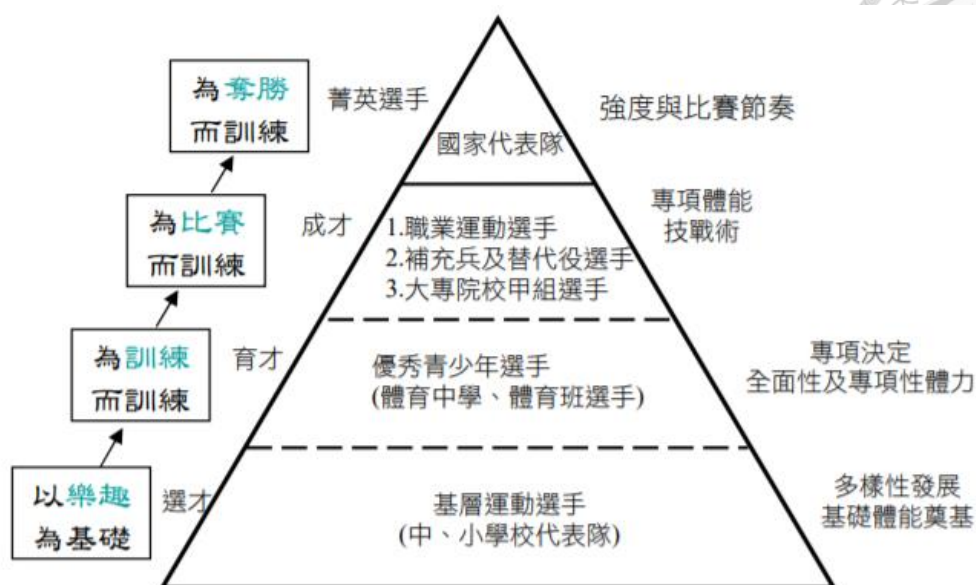 為奪勝
而訓練
菁英選手
國家代表隊
強度與比賽節奏
為比賽
而訓練
成才
1.職業運動選手
2.補充兵及替代役選手
3.大專院校甲組選手
專項體能
技戰術
為訓練
而訓練
育才
優秀青少年選手
(體育中學、體育班選手)
專項決定
全面性及專項性體力
以樂趣
為基礎
選才
基層運動選手
(中、小學校代表隊)
多樣性發展
基礎體能奠基